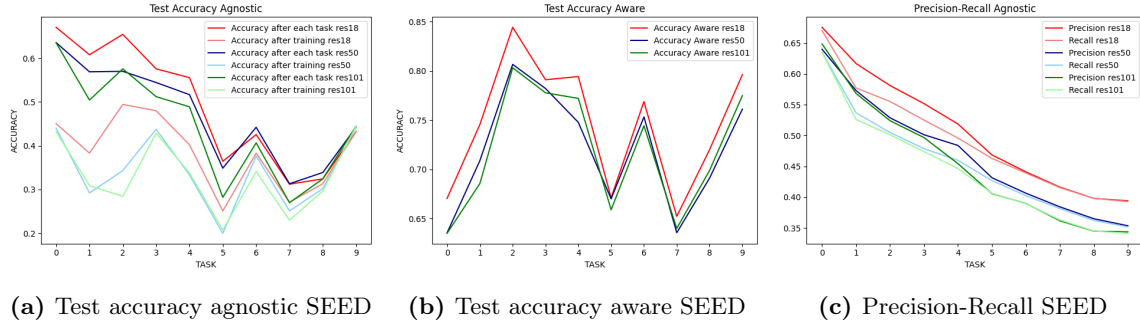 Test Accuracy Agnostic
Accuracy after each task res18
Accuracy after training res18
Accuracy after each task res50
Accuracy after training res50
Accuracy after each task res101
Accuracy after training res101
ACCURACY
0.6
0.5
0.4
0.3
0.2
0 1 2 3 4 5 6 7 8 9
TASK
(a) Test accuracy agnostic SEED
Test Accuracy Aware
Accuracy Aware res18
Accuracy Aware res50
Accuracy Aware res101
ACCURACY
0.80
0.75
0.70
0.65
0 1 2 3 4 5 6 7 8 9
TASK
(b) Test accuracy aware SEED
Precision-Recall Agnostic
Precision res18
Recall res18
Precision res50
Recall res50
Precision res101
Recall res101
0.65
0.60
0.55
0.50
0.45
0.40
0.35
0 1 2 3 4 5 6 7 8 9
TASK
(c) Precision-Recall SEED